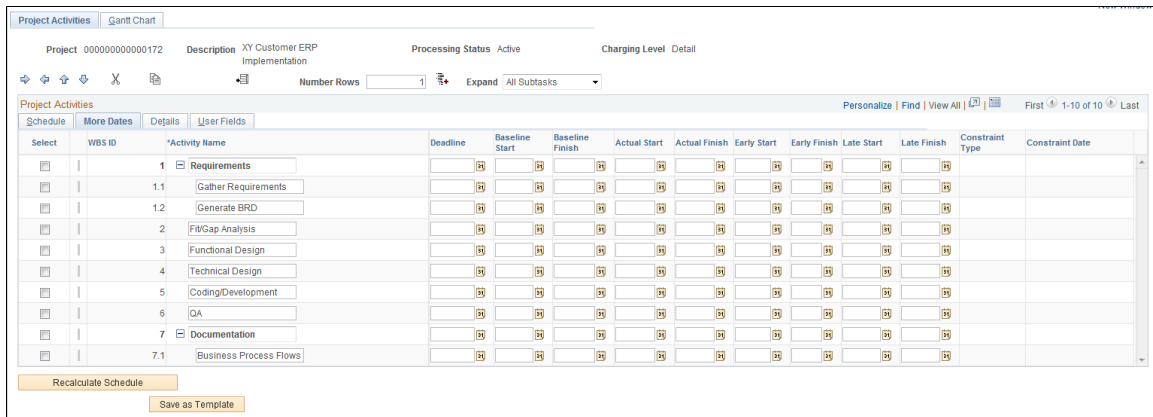 New Window
Project Activities Gantt Chart
Project 000000000000172 Description XY Customer ERP Implementation Processing Status Active Charging Level Detail
Number Rows 1 Expand All Subtasks
Project Activities Personalize | Find | View All | First 1-10 of 10 Last
Schedule More Dates Details User Fields
Select WBS ID *Activity Name Deadline Baseline Start Baseline Finish Actual Start Actual Finish Early Start Early Finish Late Start Late Finish Constraint Type Constraint Date
1 Requirements
1.1 Gather Requirements
1.2 Generate BRD
2 Fit/Gap Analysis
3 Functional Design
4 Technical Design
5 Coding/Development
6 QA
7 Documentation
7.1 Business Process Flows
Recalculate Schedule
Save as Template